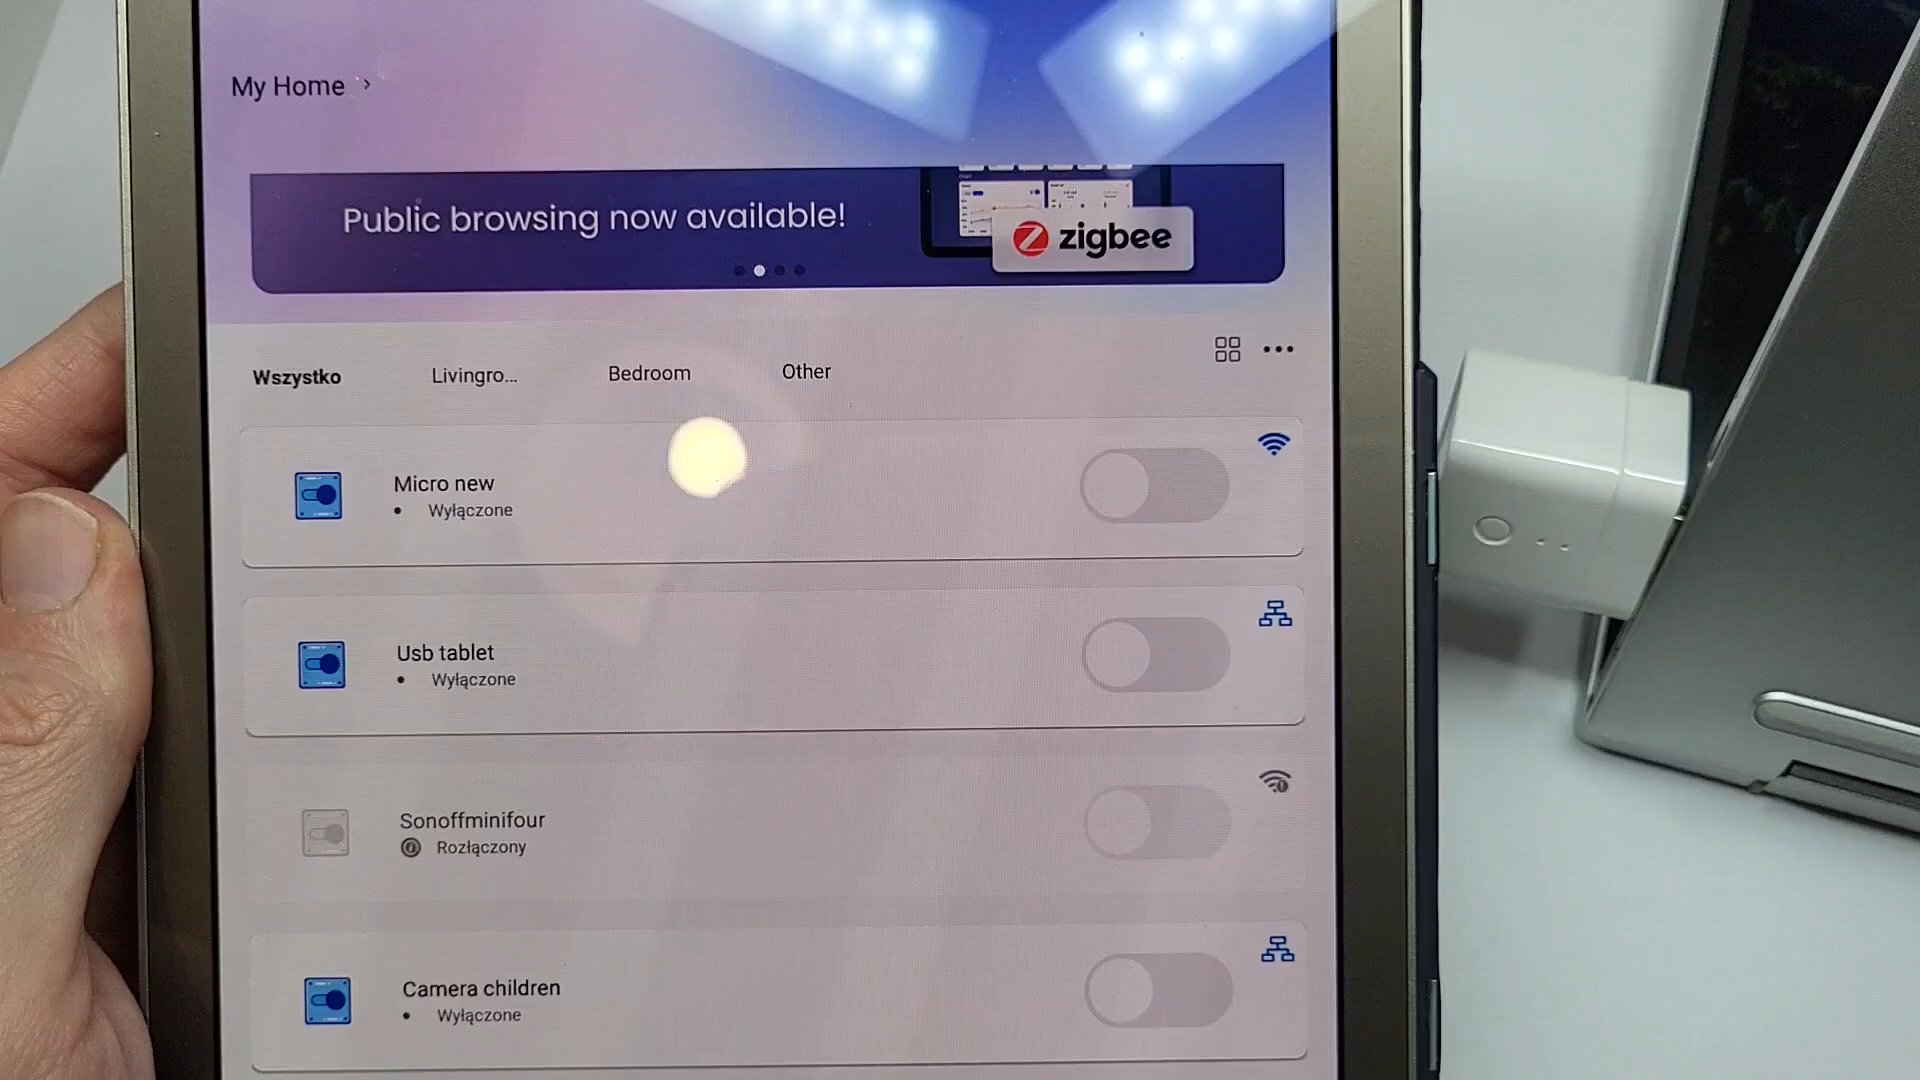 My Home
Public browsing now available!
zigbee
Wszystko
Livingro...
Bedroom
Other
Micro new
Wyłączone
Usb tablet
Wyłączone
Sonoffminifour
Rozłączony
Camera children
Wyłączone